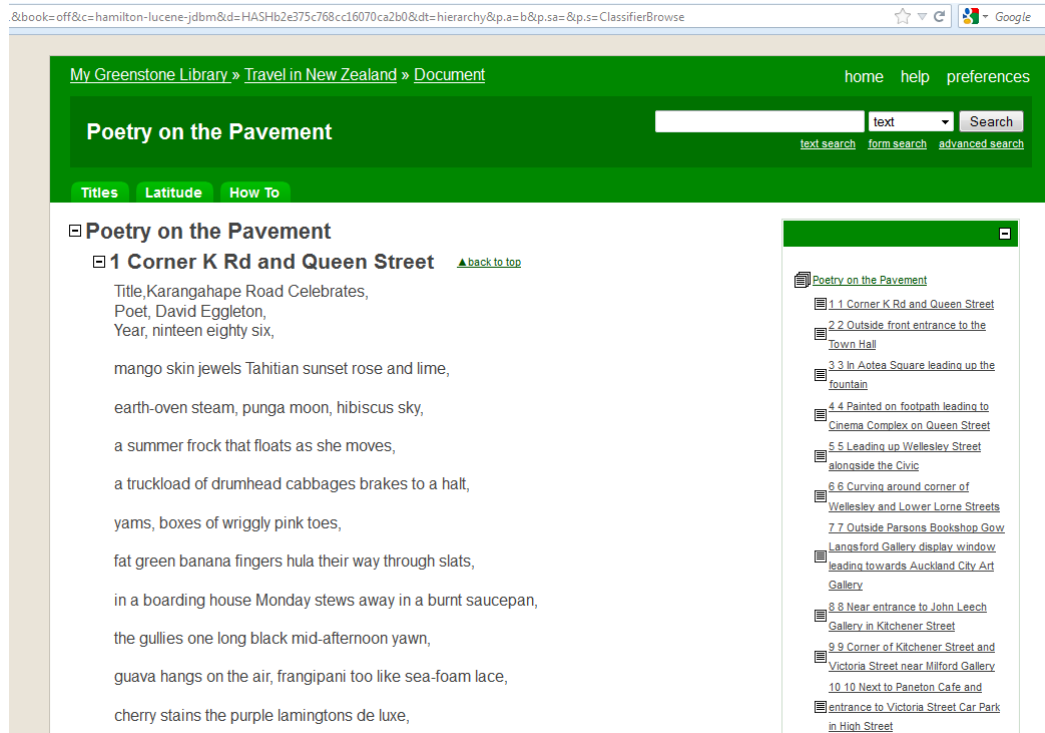 .&book=off&c=hamilton-lucene-jdbm&d=HASHb2e375c768cc16070ca2b0&dt=hierarchy&p.a=b&p.sa=&p.s=ClassifierBrowse
Google
My Greenstone Library » Travel in New Zealand » Document
home help preferences
Poetry on the Pavement
text
Search
text search form search advanced search
Titles Latitude How To
Poetry on the Pavement
1 Corner K Rd and Queen Street
▲back to top
Title,Karangahape Road Celebrates,
Poet, David Eggleton,
Year, ninteen eighty six,
mango skin jewels Tahitian sunset rose and lime,
earth-oven steam, punga moon, hibiscus sky,
a summer frock that floats as she moves,
a truckload of drumhead cabbages brakes to a halt,
yams, boxes of wriggly pink toes,
fat green banana fingers hula their way through slats,
in a boarding house Monday stews away in a burnt saucepan,
the gullies one long black mid-afternoon yawn,
guava hangs on the air, frangipani too like sea-foam lace,
cherry stains the purple lamingtons de luxe,
Poetry on the Pavement
1 1 Corner K Rd and Queen Street
2 2 Outside front entrance to the
Town Hall
3 3 In Aotea Square leading up the
fountain
4 4 Painted on footpath leading to
Cinema Complex on Queen Street
5 5 Leading up Wellesley Street
alongside the Civic
6 6 Curving around corner of
Wellesley and Lower Lorne Streets
7 7 Outside Parsons Bookshop Gow
Langsford Gallery display window
leading towards Auckland City Art
Gallery
8 8 Near entrance to John Leech
Gallery in Kitchener Street
9 9 Corner of Kitchener Street and
Victoria Street near Milford Gallery
10 10 Next to Paneton Cafe and
entrance to Victoria Street Car Park
in High Street